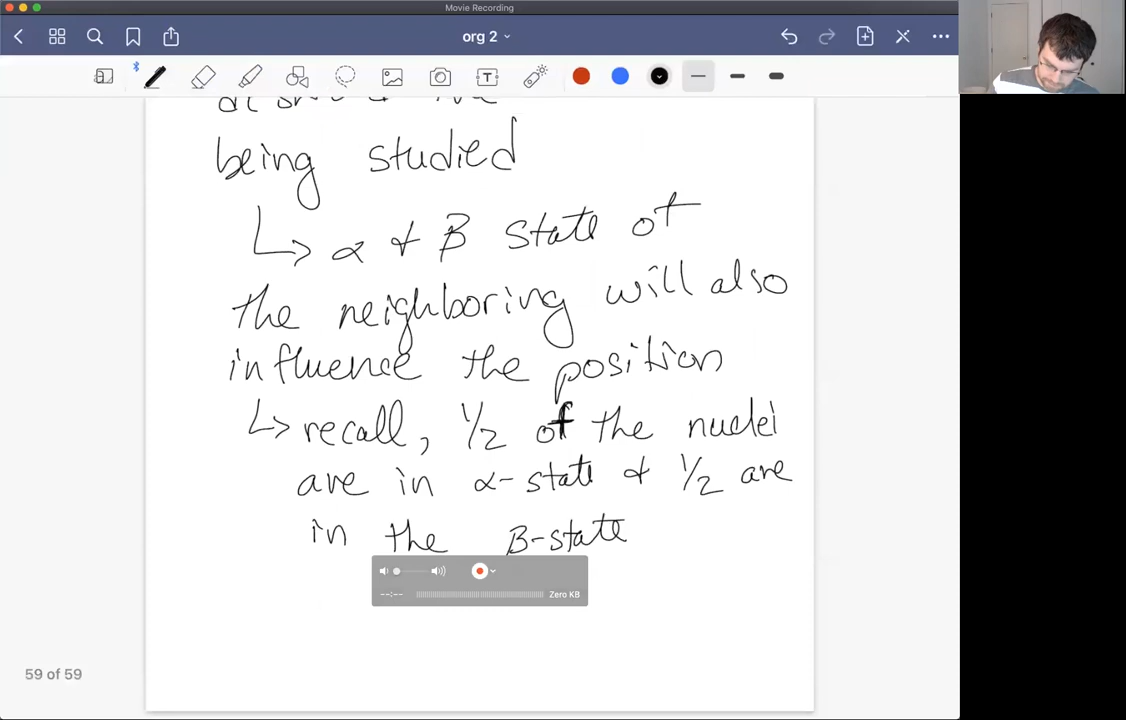 Movie Recording
org 2
being studied
↳ α & β state of
the neighboring will also
influence the position
↳ recall, 1/2 of the nuclei
are in α-state & 1/2 are
in the β-state
--:--
Zero KB
59 of 59